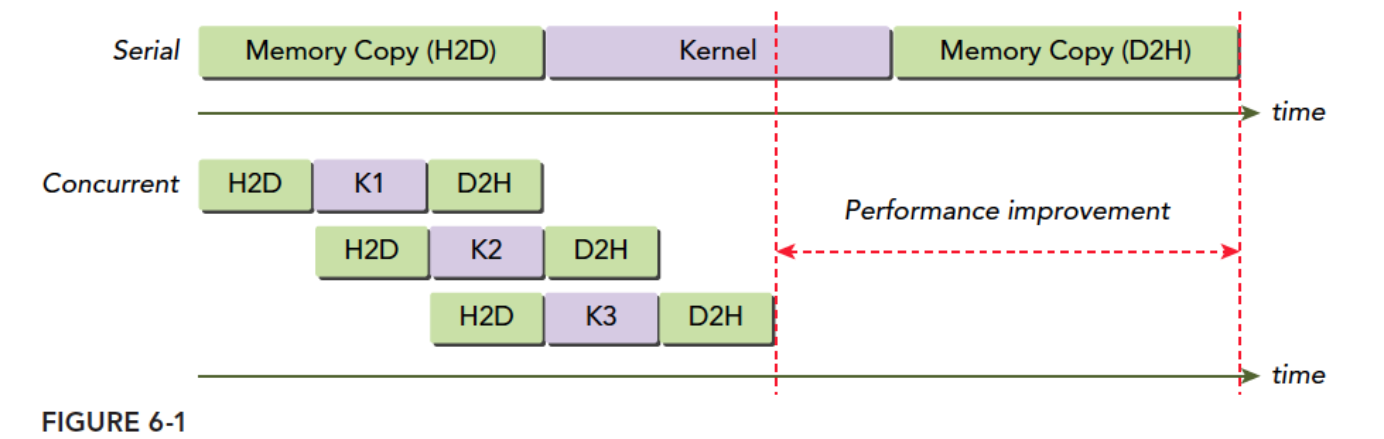 Serial Memory Copy (H2D) Kernel Memory Copy (D2H)
time
Concurrent H2D K1 D2H
Performance improvement
H2D K2 D2H
H2D K3 D2H
time
FIGURE 6-1